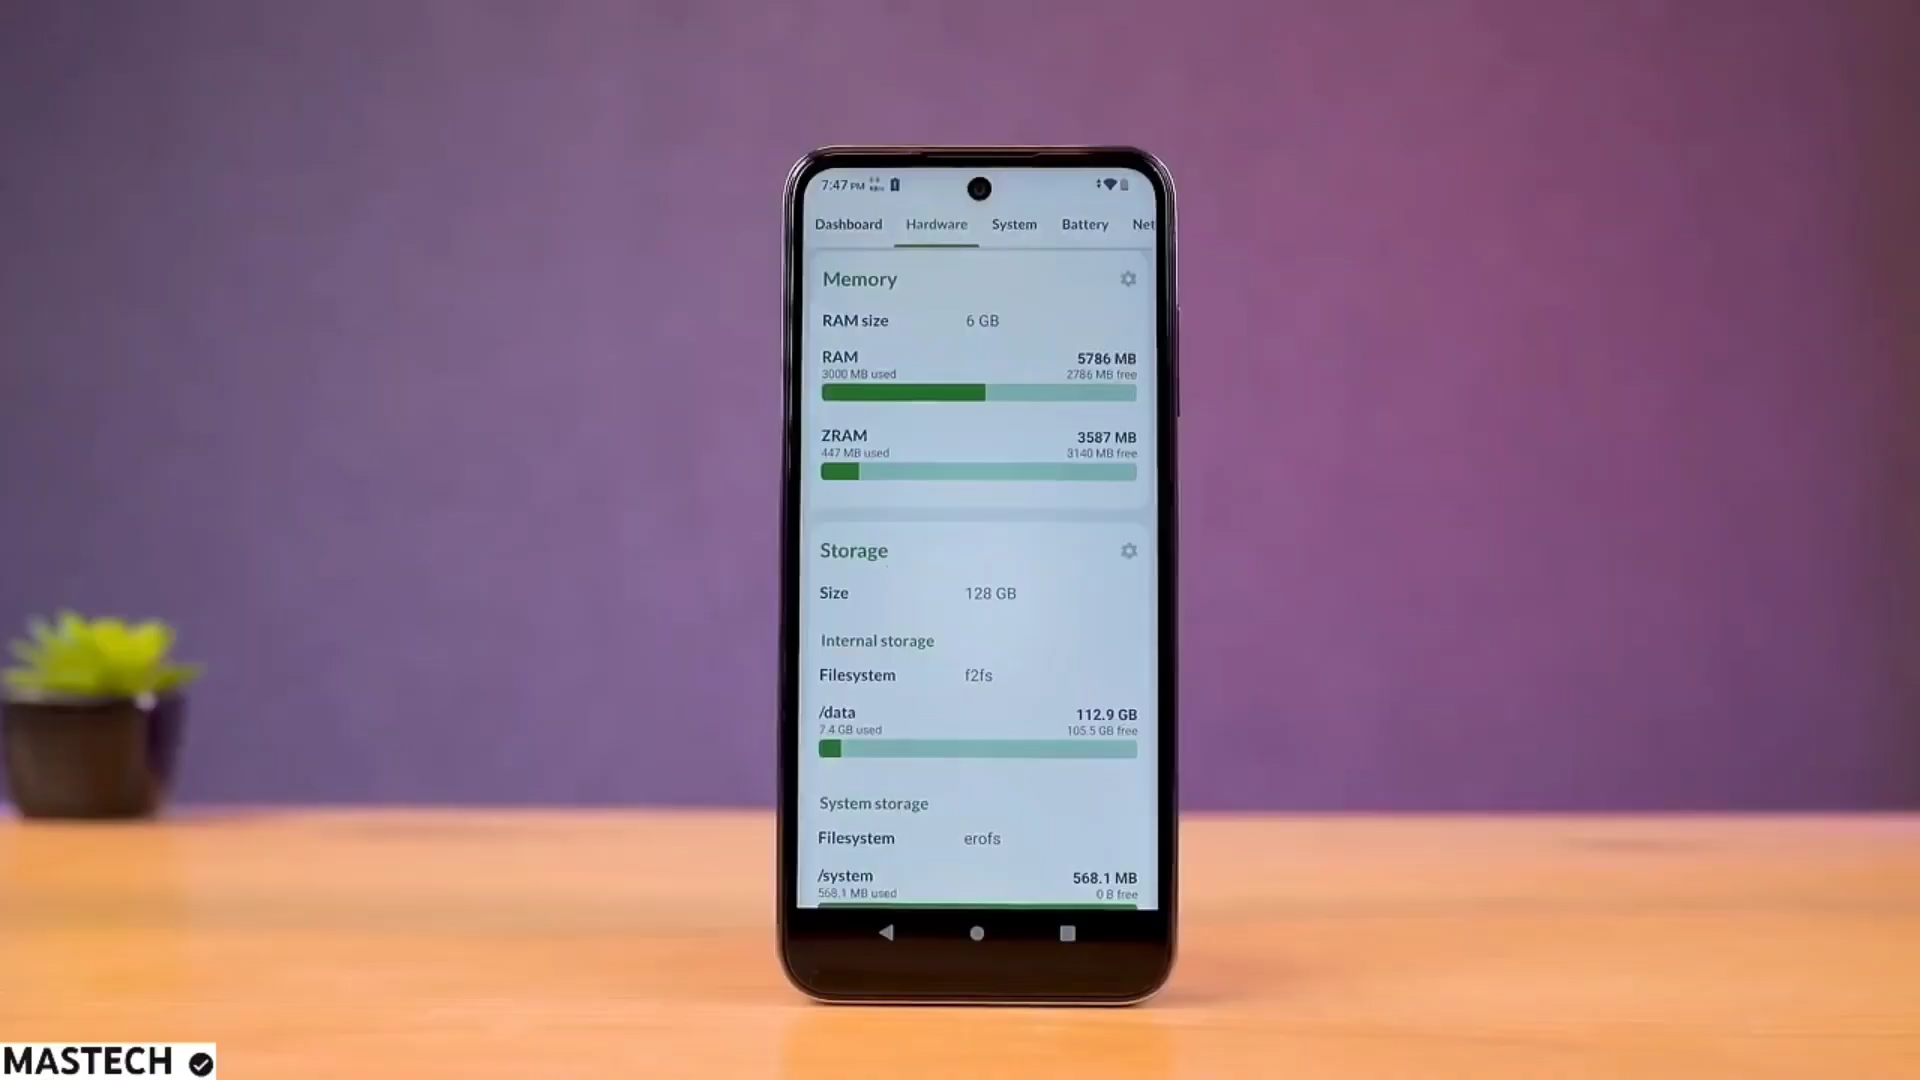 7:47 PM
Dashboard Hardware System Battery Net
Memory
RAM size 6 GB
RAM 5786 MB
3000 MB used 2786 MB free
ZRAM 3587 MB
447 MB used 3140 MB free
Storage
Size 128 GB
Internal storage
Filesystem f2fs
/data 112.9 GB
7.4 GB used 105.5 GB free
System storage
Filesystem erofs
/system 568.1 MB
568.1 MB used 0 B free
MASTECH